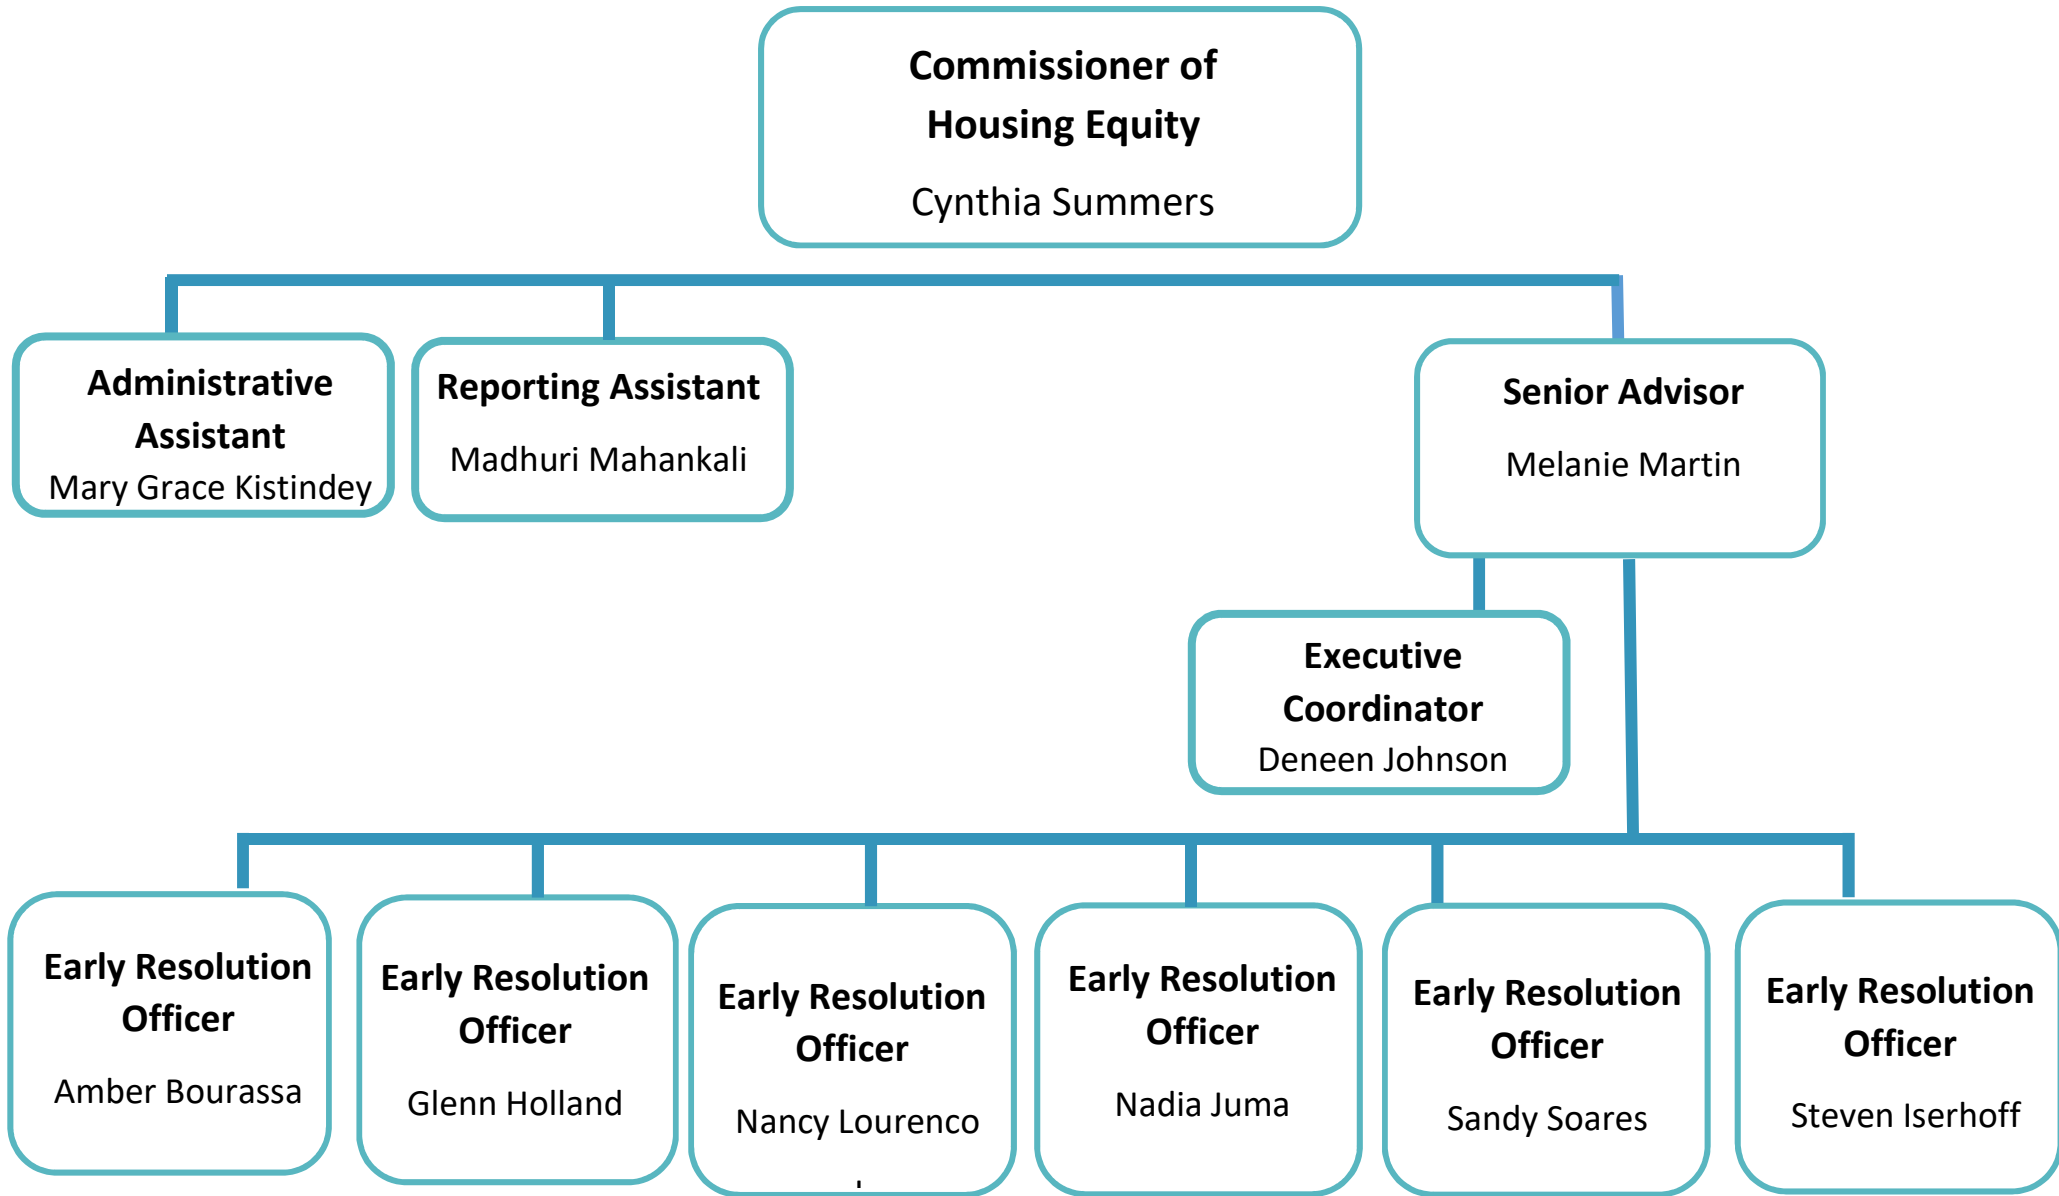 Commissioner of
Housing Equity
Cynthia Summers
Administrative
Assistant
Mary Grace Kistindey
Reporting Assistant
Madhuri Mahankali
Senior Advisor
Melanie Martin
Executive
Coordinator
Deneen Johnson
Early Resolution
Officer
Amber Bourassa
Early Resolution
Officer
Glenn Holland
Early Resolution
Officer
Nancy Lourenco
Early Resolution
Officer
Nadia Juma
Early Resolution
Officer
Sandy Soares
Early Resolution
Officer
Steven Iserhoff